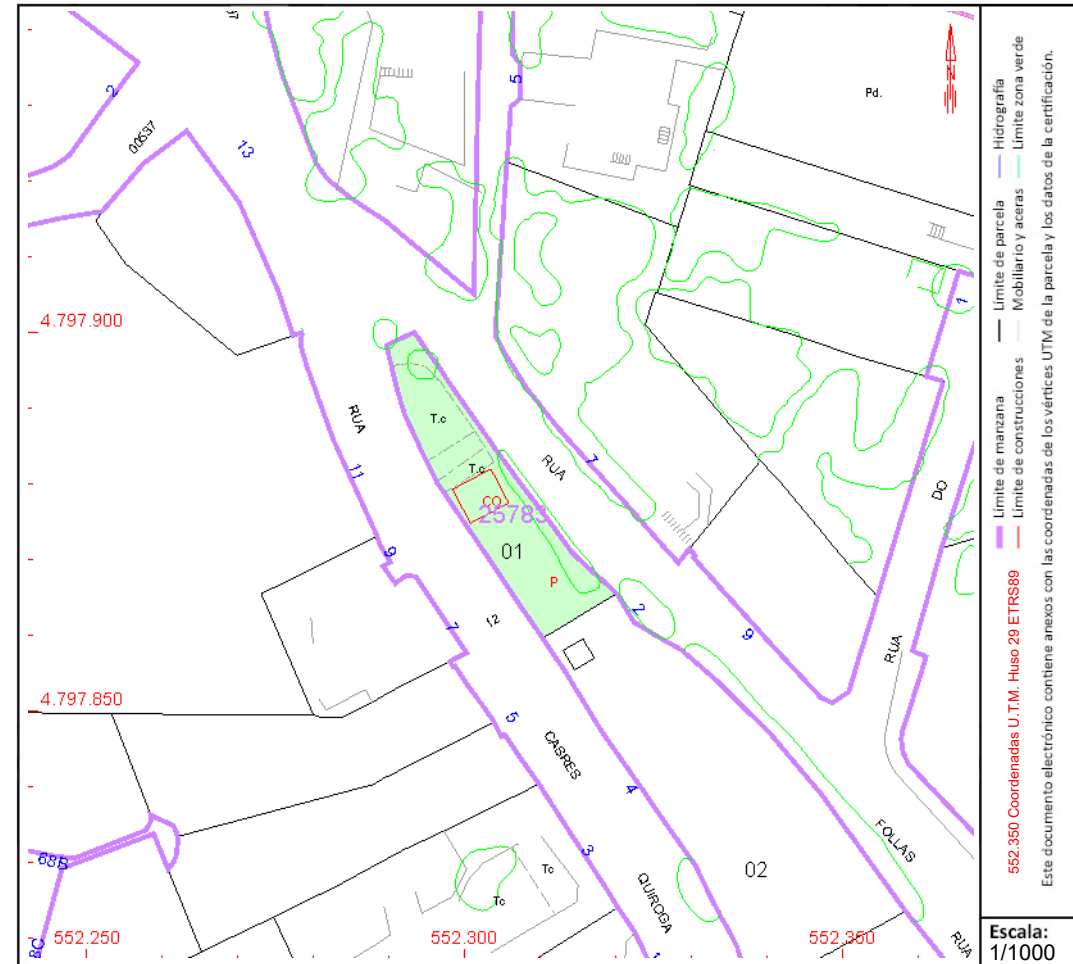 2
00S37
13
5
Pd.
4.797.900
1
RUA
11
T.c
T.c
CO
25783
01
P
RUA
7
DO
9
7
12
2
9
RUA
4.797.850
5
CASRES
4
3
QUIROGA
Tc
Tc
02
FOLLAS
RUA
68B
8C
552.250
552.300
552.350
1
Límite de manzana
Límite de parcela
Hidrografía
Límite de construcciones
Mobiliario y aceras
Límite zona verde
552.350 Coordenadas U.T.M. Huso 29 ETRS89
Este documento electrónico contiene anexos con las coordenadas de los vértices UTM de la parcela y los datos de la certificación.
Escala:
1/1000